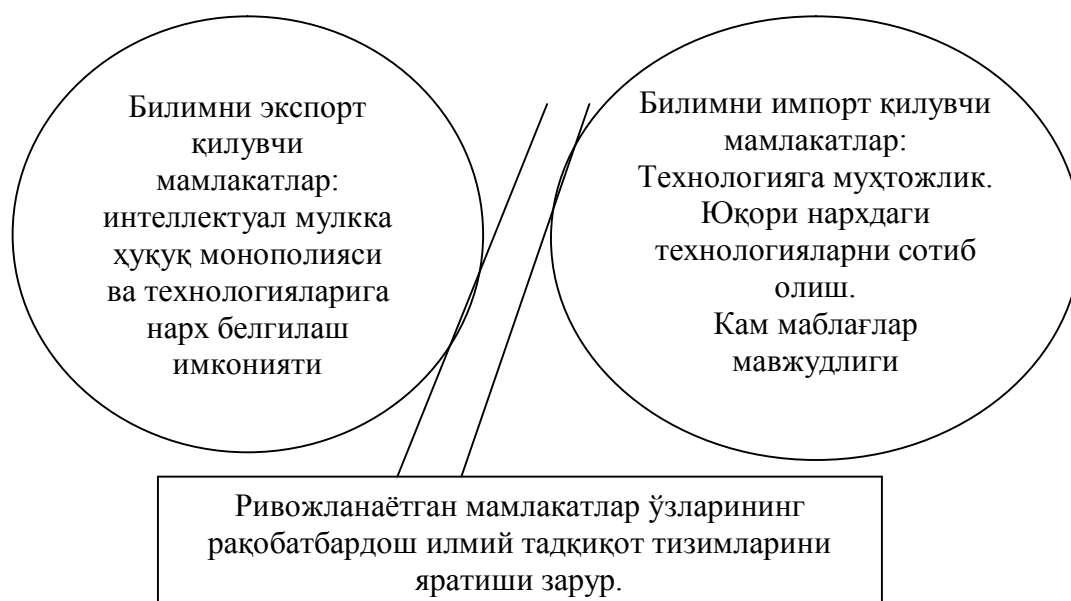 Билимни экспорт
қилувчи
мамлакатлар:
интеллектуал мулкка
ҳуқуқ монополияси
ва технологияларига
нарх белгилаш
имконияти
Билимни импорт қилувчи
мамлакатлар:
Технологияга муҳтожлик.
Юқори нархдаги
технологияларни сотиб
олиш.
Кам маблағлар
мавжудлиги
Ривожланаётган мамлакатлар ўзларининг
рақобатбардош илмий тадқиқот тизимларини
яратиши зарур.